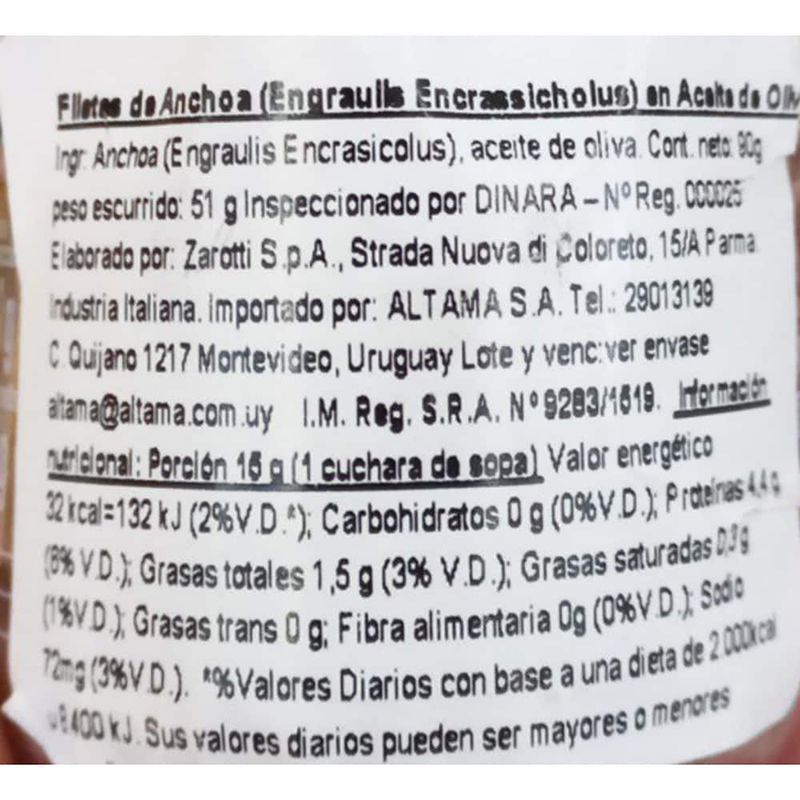 Filetes de Anchoa (Engraulis Encrassicholus) en Aceite de Oliv
Ingr: Anchoa (Engraulis Encrasicolus), aceite de oliva. Cont. neto: 90g
peso escurrido: 51 g Inspeccionado por DINARA – Nº Reg. 000025
Elaborado por: Zarotti S.p.A., Strada Nuova di Coloreto, 15/A Parma
Industria Italiana. Importado por: ALTAMA S.A. Tel.: 29013139
C. Quijano 1217 Montevideo, Uruguay Lote y venc:ver envase
altama@altama.com.uy I.M. Reg. S.R.A. Nº 9283/1619. Información
nutricional: Porción 15 g (1 cuchara de sopa) Valor energético
32 kcal=132 kJ (2%V.D.*); Carbohidratos 0 g (0%V.D.); Proteínas 4,4 g
(6% V.D.); Grasas totales 1,5 g (3% V.D.); Grasas saturadas 0,3 g
(1%V.D.); Grasas trans 0 g; Fibra alimentaria 0g (0%V.D.); Sodio
72mg (3%V.D.). *%Valores Diarios con base a una dieta de 2.000kcal
u 8400 kJ. Sus valores diarios pueden ser mayores o menores